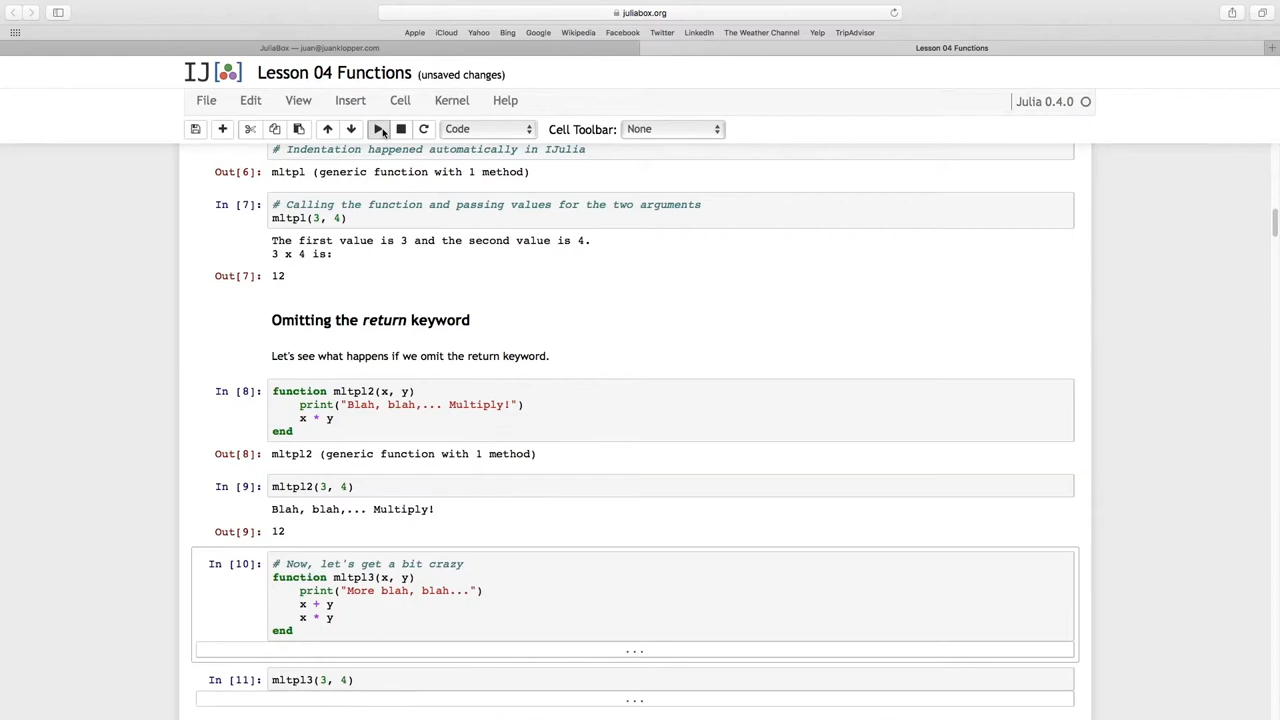 juliabox.org
Apple iCloud Yahoo Bing Google Wikipedia Facebook Twitter LinkedIn The Weather Channel Yelp TripAdvisor
JuliaBox — juan@juanklopper.com Lesson 04 Functions
IJ Lesson 04 Functions (unsaved changes)
File Edit View Insert Cell Kernel Help Julia 0.4.0
Code Cell Toolbar: None
# Indentation happened automatically in IJulia
Out[6]: mltpl (generic function with 1 method)
In [7]: # Calling the function and passing values for the two arguments
mltpl(3, 4)
The first value is 3 and the second value is 4.
3 x 4 is:
Out[7]: 12
Omitting the return keyword
Let's see what happens if we omit the return keyword.
In [8]: function mltpl2(x, y)
print("Blah, blah,... Multiply!")
x * y
end
Out[8]: mltpl2 (generic function with 1 method)
In [9]: mltpl2(3, 4)
Blah, blah,... Multiply!
Out[9]: 12
In [10]: # Now, let's get a bit crazy
function mltpl3(x, y)
print("More blah, blah...")
x + y
x * y
end
...
In [11]: mltpl3(3, 4)
...